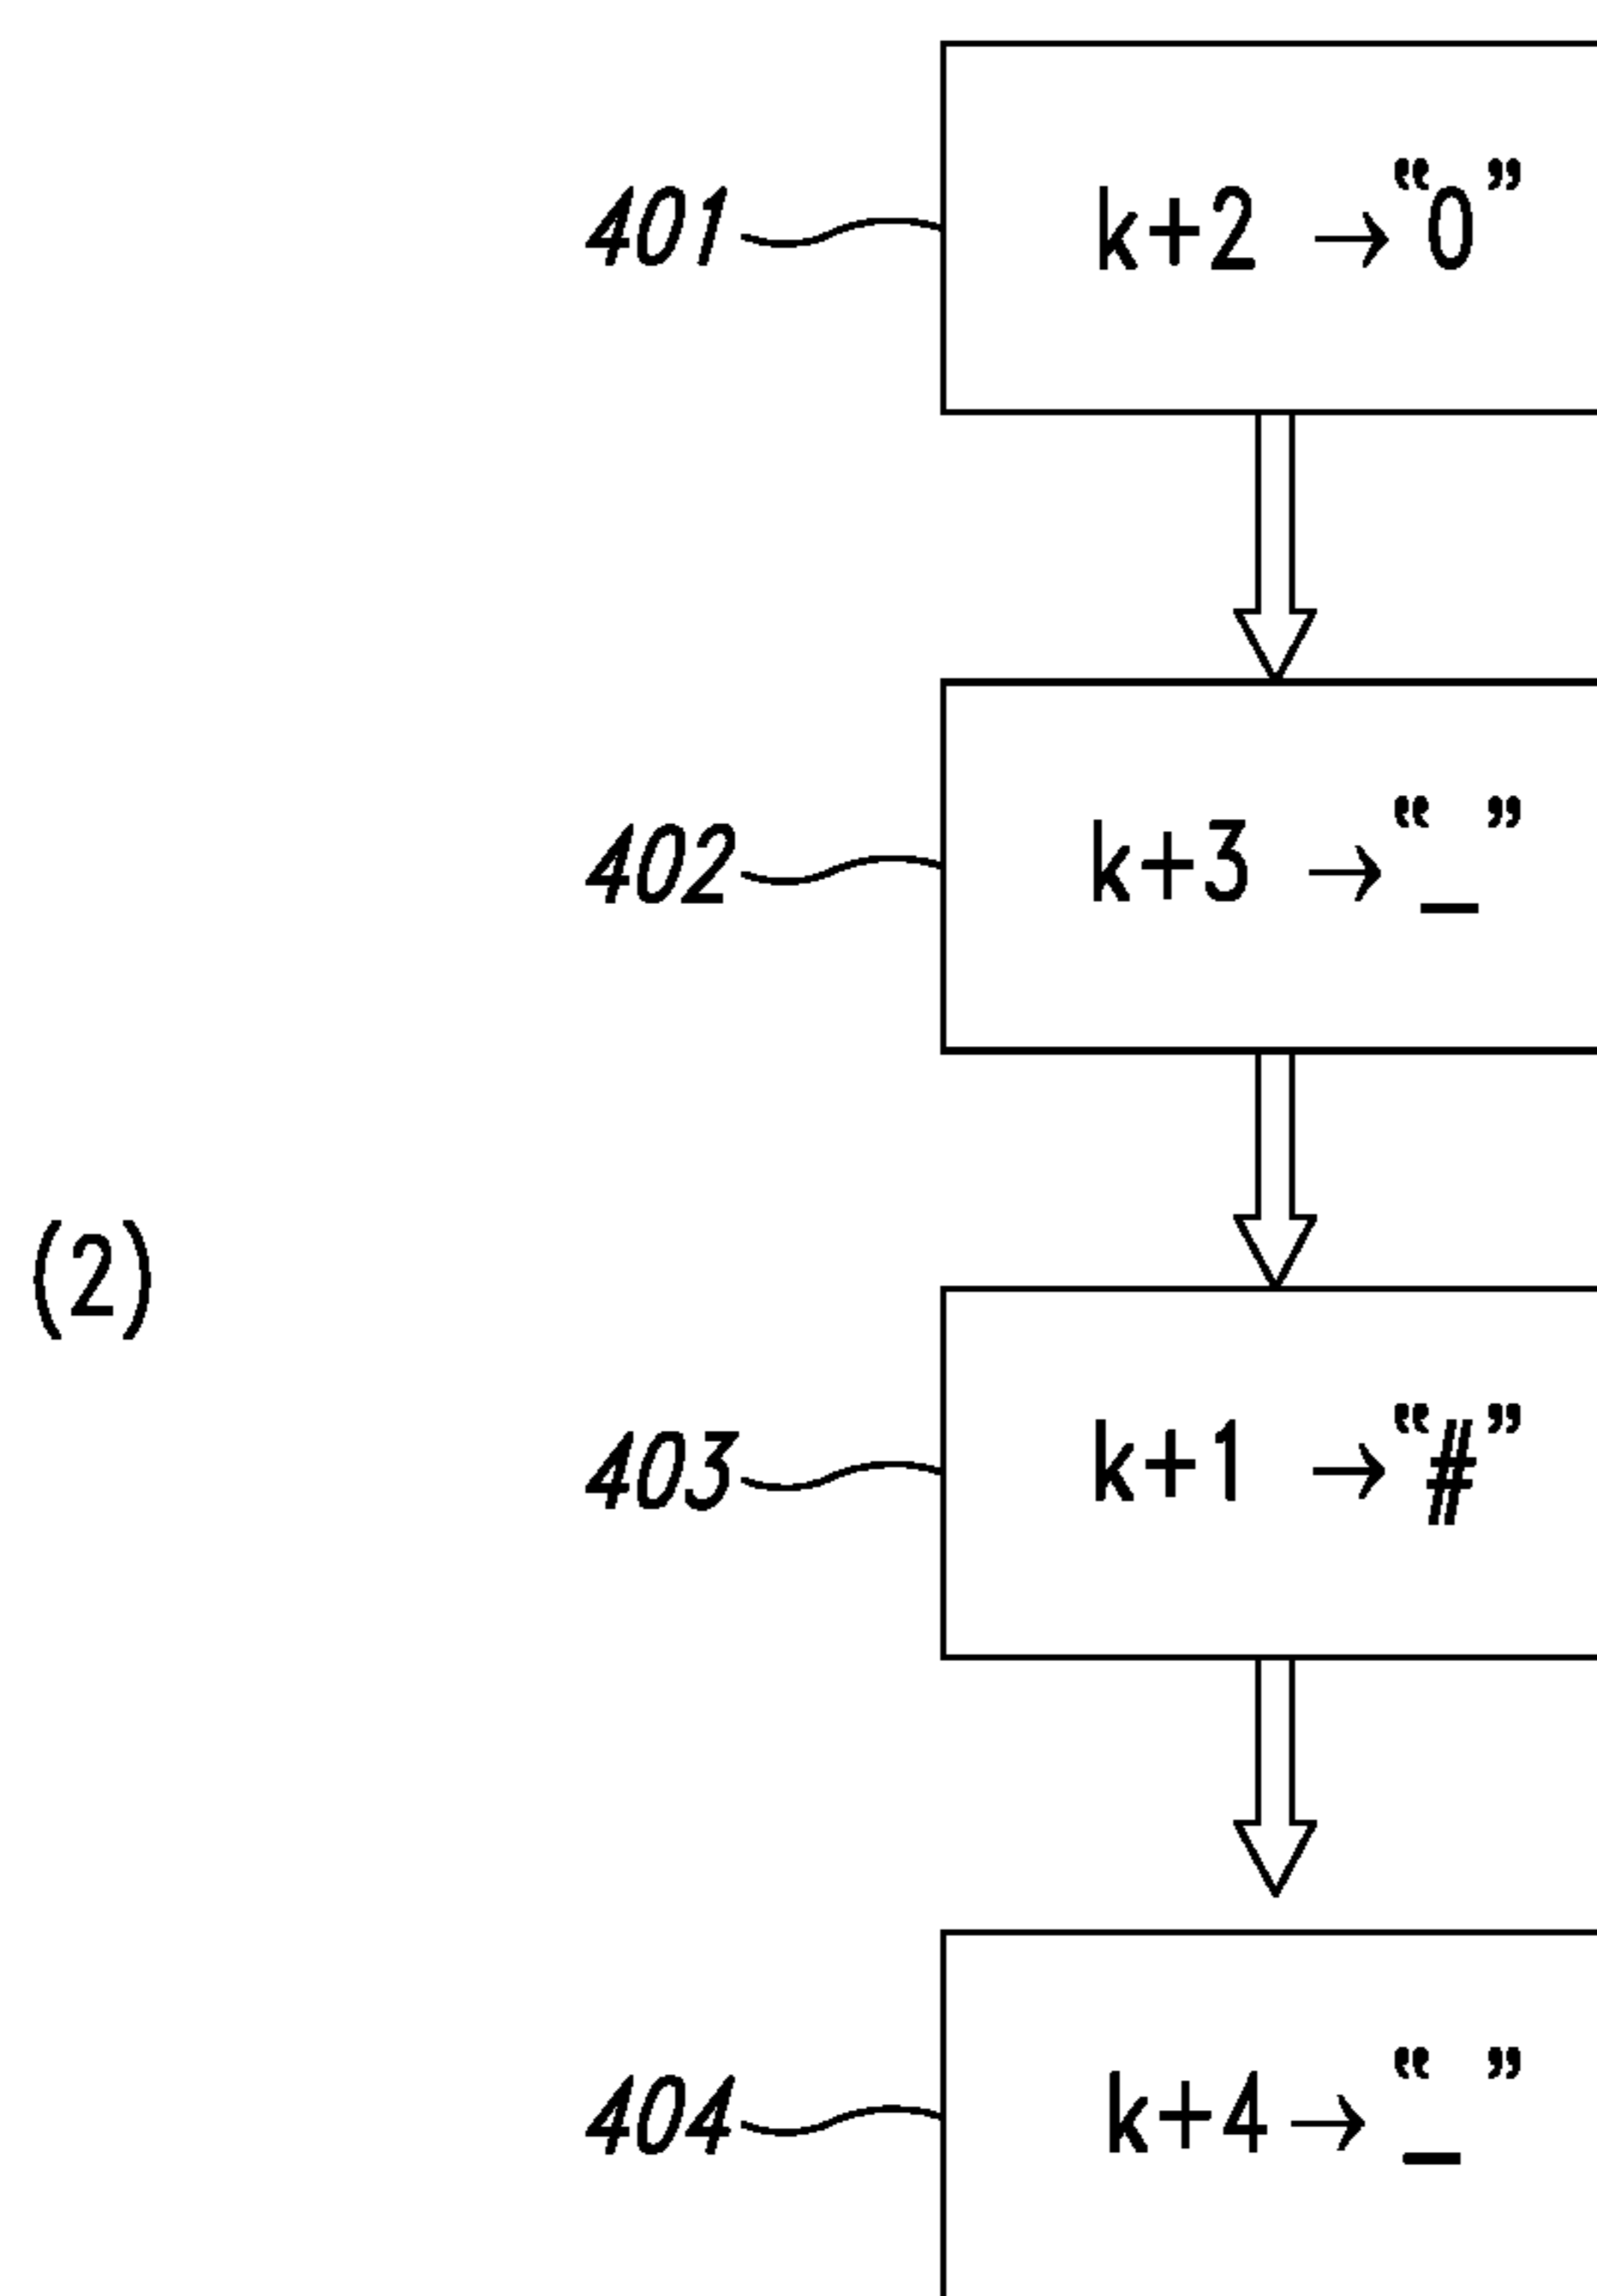 401 k+2 → “0”
402 k+3 → “_”
(2)
403 k+1 → “#”
404 k+4 → “_”